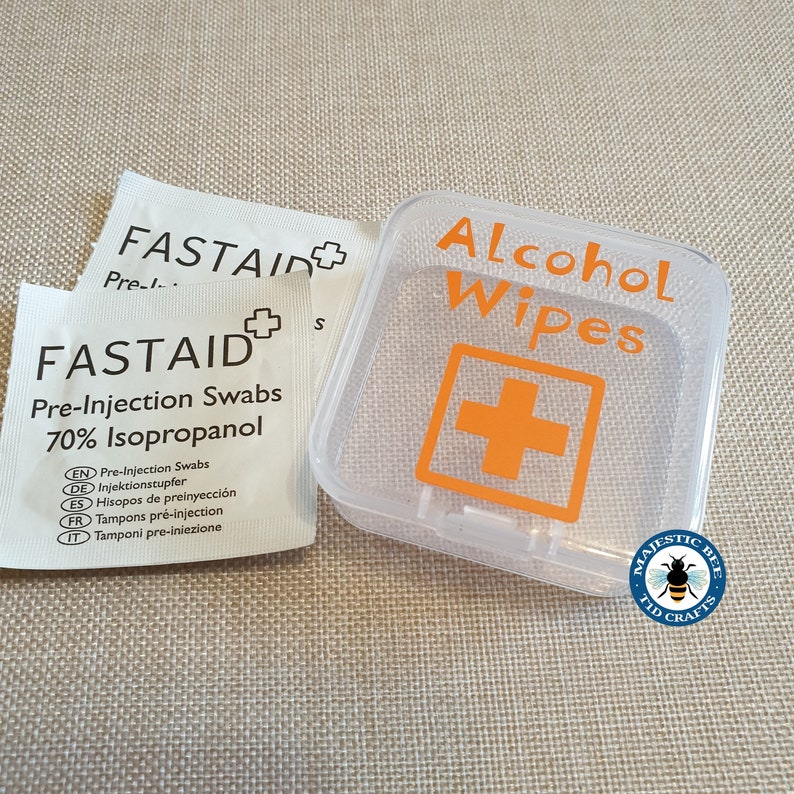 FASTAID
Pre-Inj
s
FASTAID
Pre-Injection Swabs
70% Isopropanol
EN Pre-Injection Swabs
DE Injektionstupfer
ES Hisopos de preinyección
FR Tampons pré-injection
IT Tamponi pre-iniezione
Alcohol
Wipes
MAJESTIC BEE
T1D CRAFTS